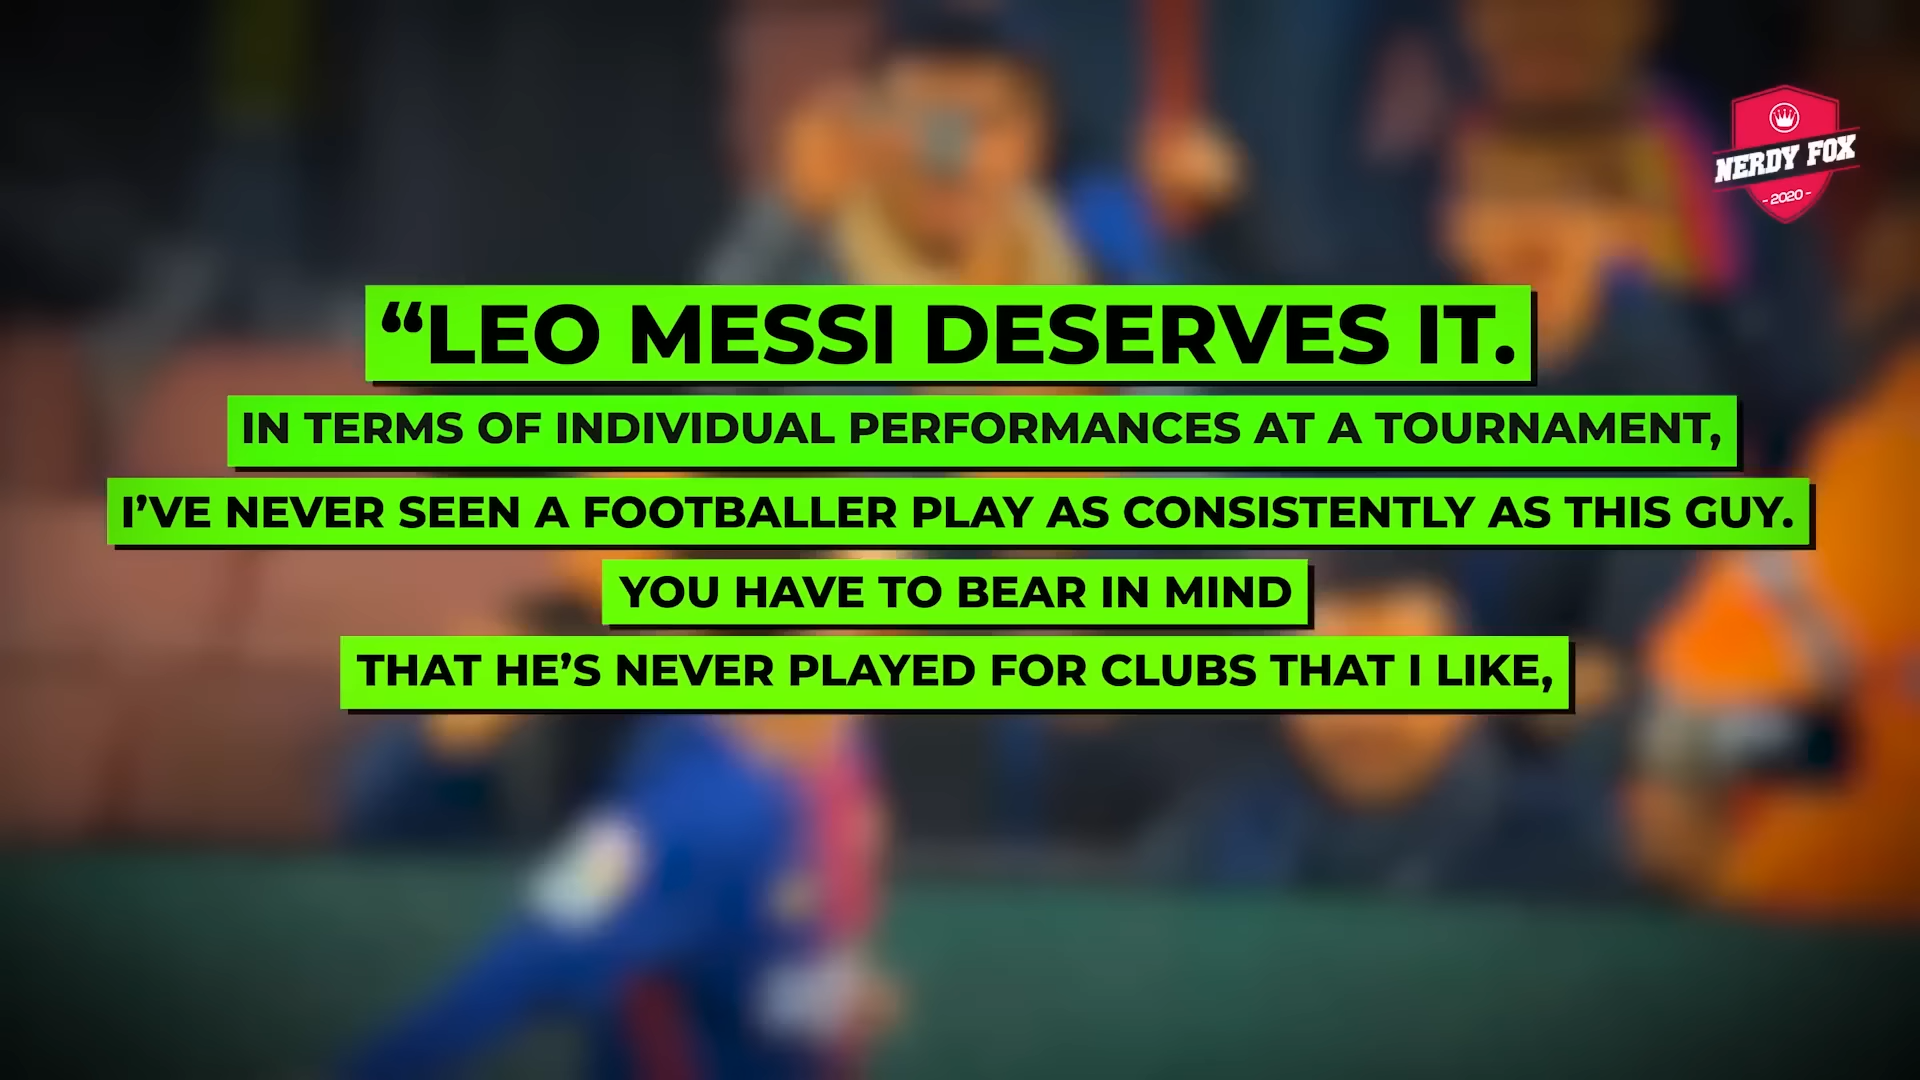 NERDY FOX
- 2020 -
“LEO MESSI DESERVES IT.
IN TERMS OF INDIVIDUAL PERFORMANCES AT A TOURNAMENT,
I’VE NEVER SEEN A FOOTBALLER PLAY AS CONSISTENTLY AS THIS GUY.
YOU HAVE TO BEAR IN MIND
THAT HE’S NEVER PLAYED FOR CLUBS THAT I LIKE,